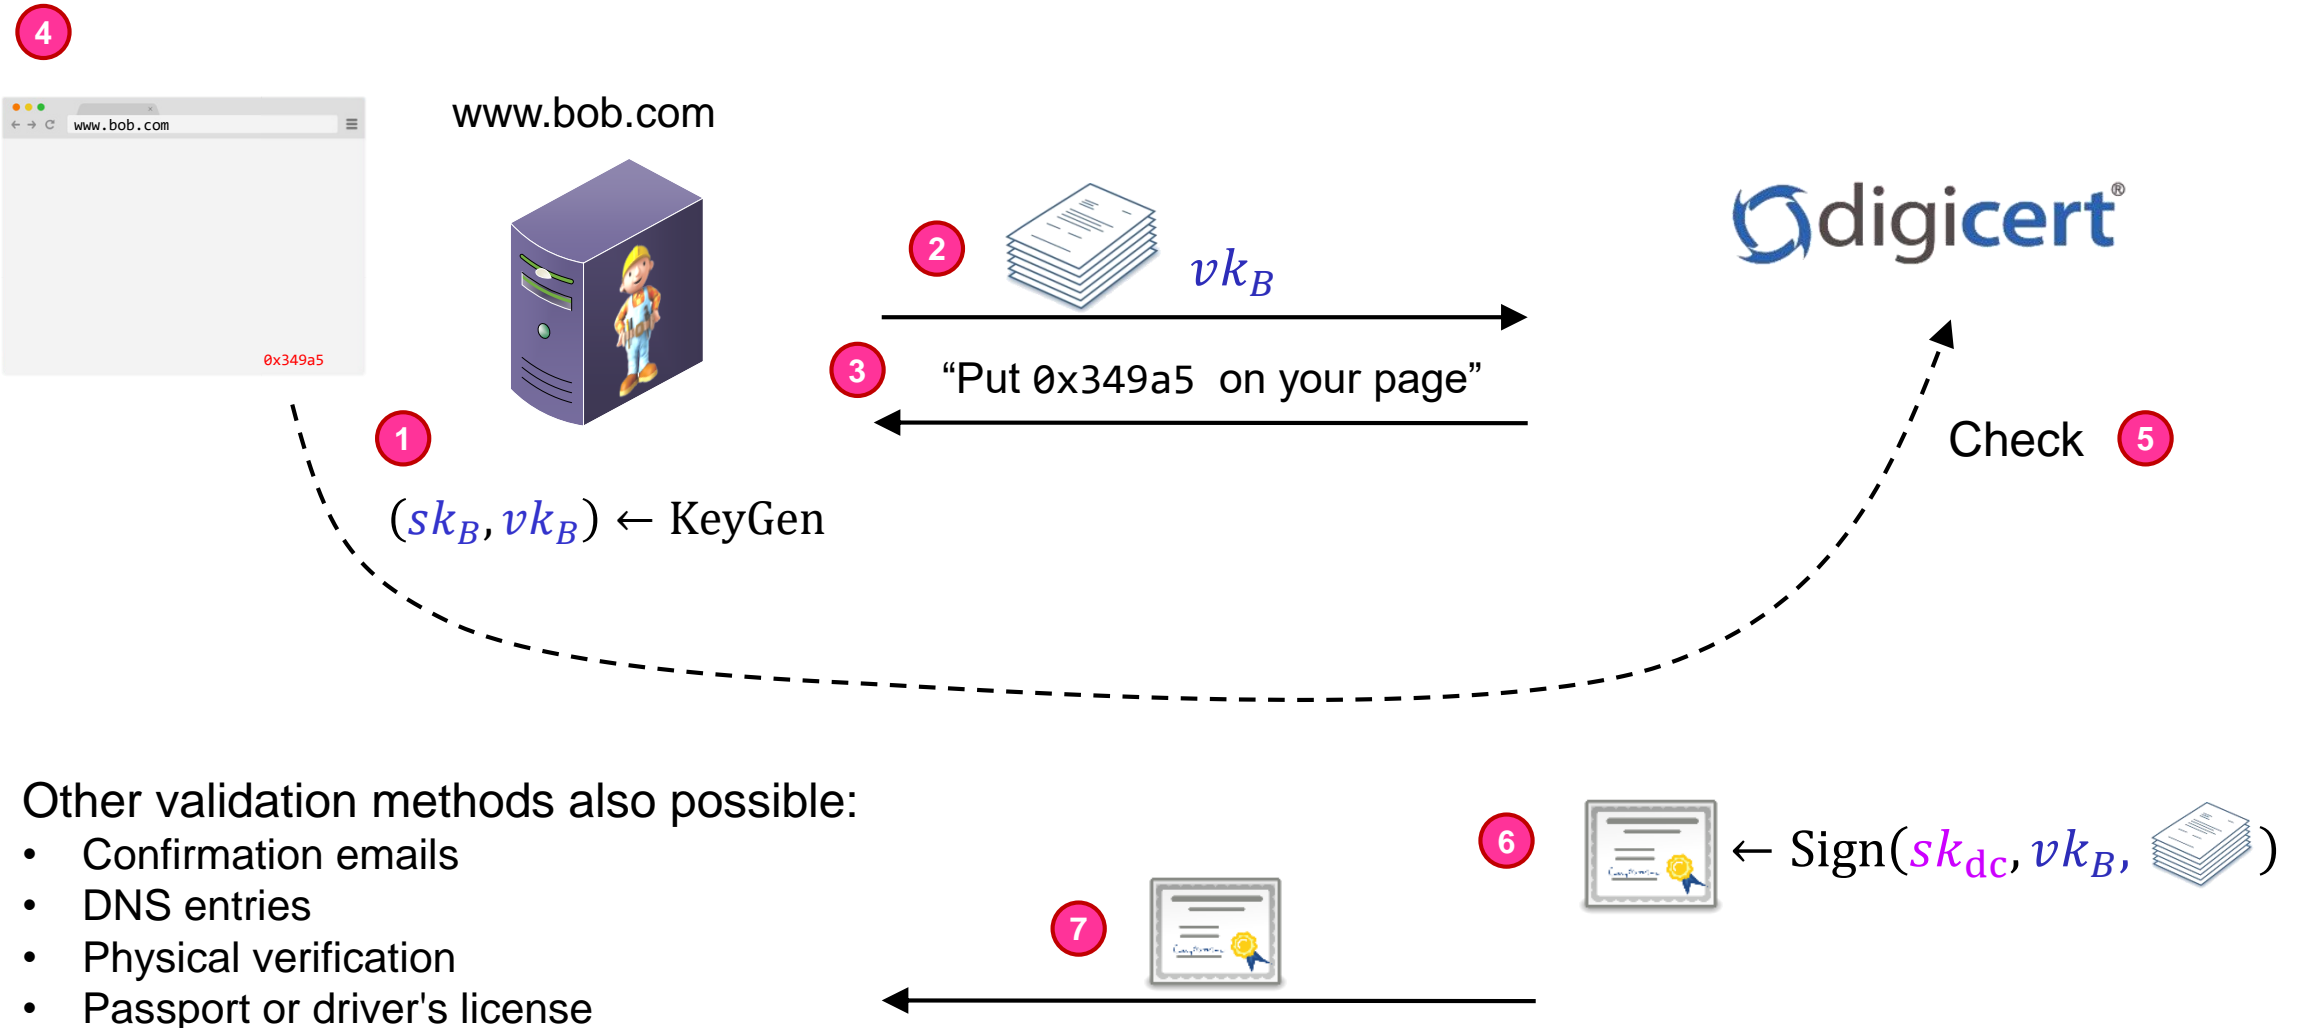 4
www.bob.com
www.bob.com
0x349a5
digicert®
2
vk_B
3
“Put 0x349a5 on your page”
1
(sk_B, vk_B) ← KeyGen
Check 5
Other validation methods also possible:
• Confirmation emails
• DNS entries
• Physical verification
• Passport or driver's license
6
← Sign(sk_dc, vk_B, )
7